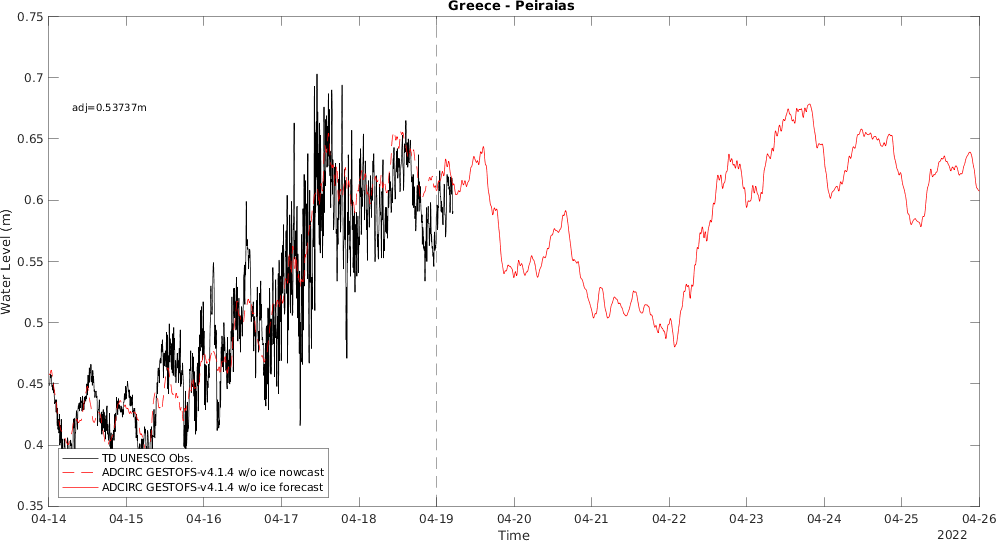 Greece - Peiraias
0.75
0.7
0.65
0.6
0.55
0.5
0.45
0.4
0.35
Water Level (m)
adj=0.53737m
TD UNESCO Obs.
ADCIRC GESTOFS-v4.1.4 w/o ice nowcast
ADCIRC GESTOFS-v4.1.4 w/o ice forecast
04-14 04-15 04-16 04-17 04-18 04-19 04-20 04-21 04-22 04-23 04-24 04-25 04-26
Time
2022